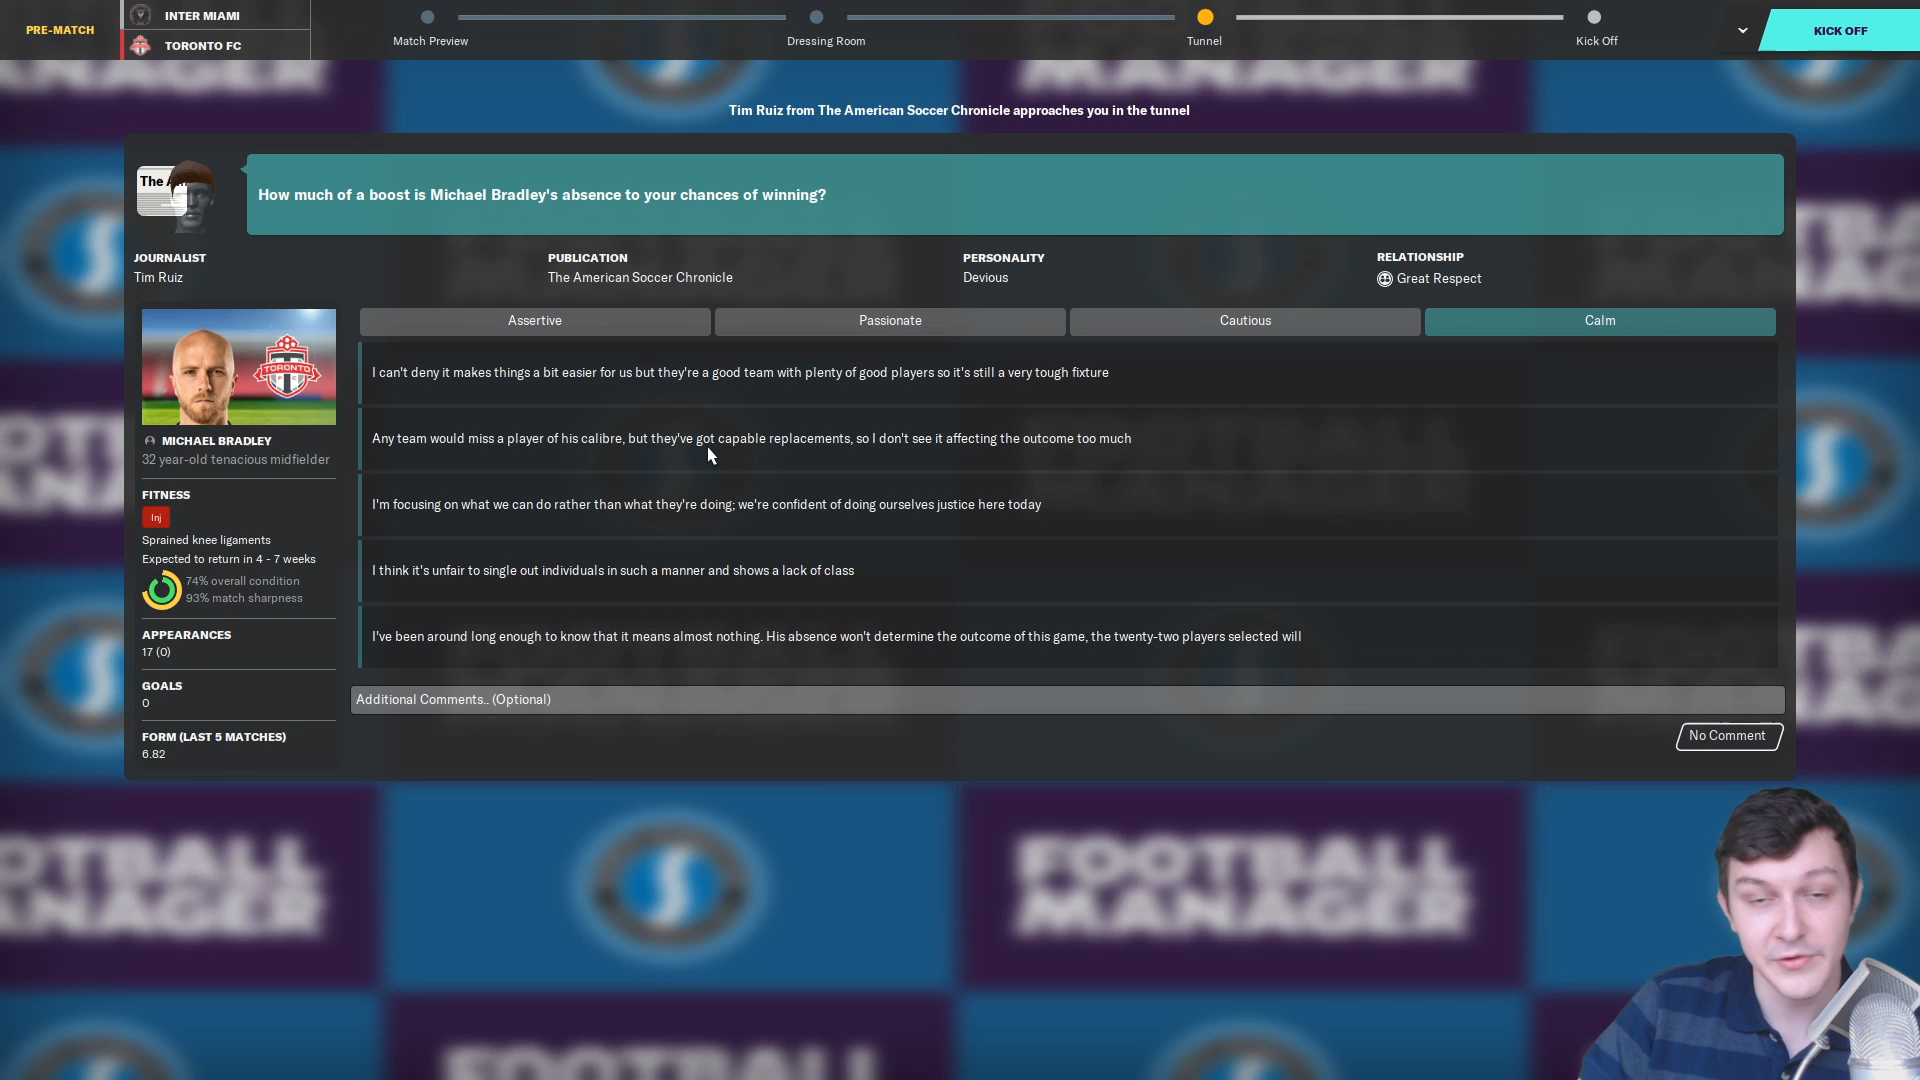 PRE-MATCH
INTER MIAMI
TORONTO FC
Match Preview
Dressing Room
Tunnel
Kick Off
KICK OFF
Tim Ruiz from The American Soccer Chronicle approaches you in the tunnel
The A
How much of a boost is Michael Bradley's absence to your chances of winning?
JOURNALIST
Tim Ruiz
PUBLICATION
The American Soccer Chronicle
PERSONALITY
Devious
RELATIONSHIP
Great Respect
Assertive
Passionate
Cautious
Calm
TORONTO
MICHAEL BRADLEY
32 year-old tenacious midfielder
FITNESS
Inj
Sprained knee ligaments
Expected to return in 4 - 7 weeks
74% overall condition
93% match sharpness
APPEARANCES
17 (0)
GOALS
0
FORM (LAST 5 MATCHES)
6.82
I can't deny it makes things a bit easier for us but they're a good team with plenty of good players so it's still a very tough fixture
Any team would miss a player of his calibre, but they've got capable replacements, so I don't see it affecting the outcome too much
I'm focusing on what we can do rather than what they're doing; we're confident of doing ourselves justice here today
I think it's unfair to single out individuals in such a manner and shows a lack of class
I've been around long enough to know that it means almost nothing. His absence won't determine the outcome of this game, the twenty-two players selected will
Additional Comments.. (Optional)
No Comment
FOOTBALL
MANAGER